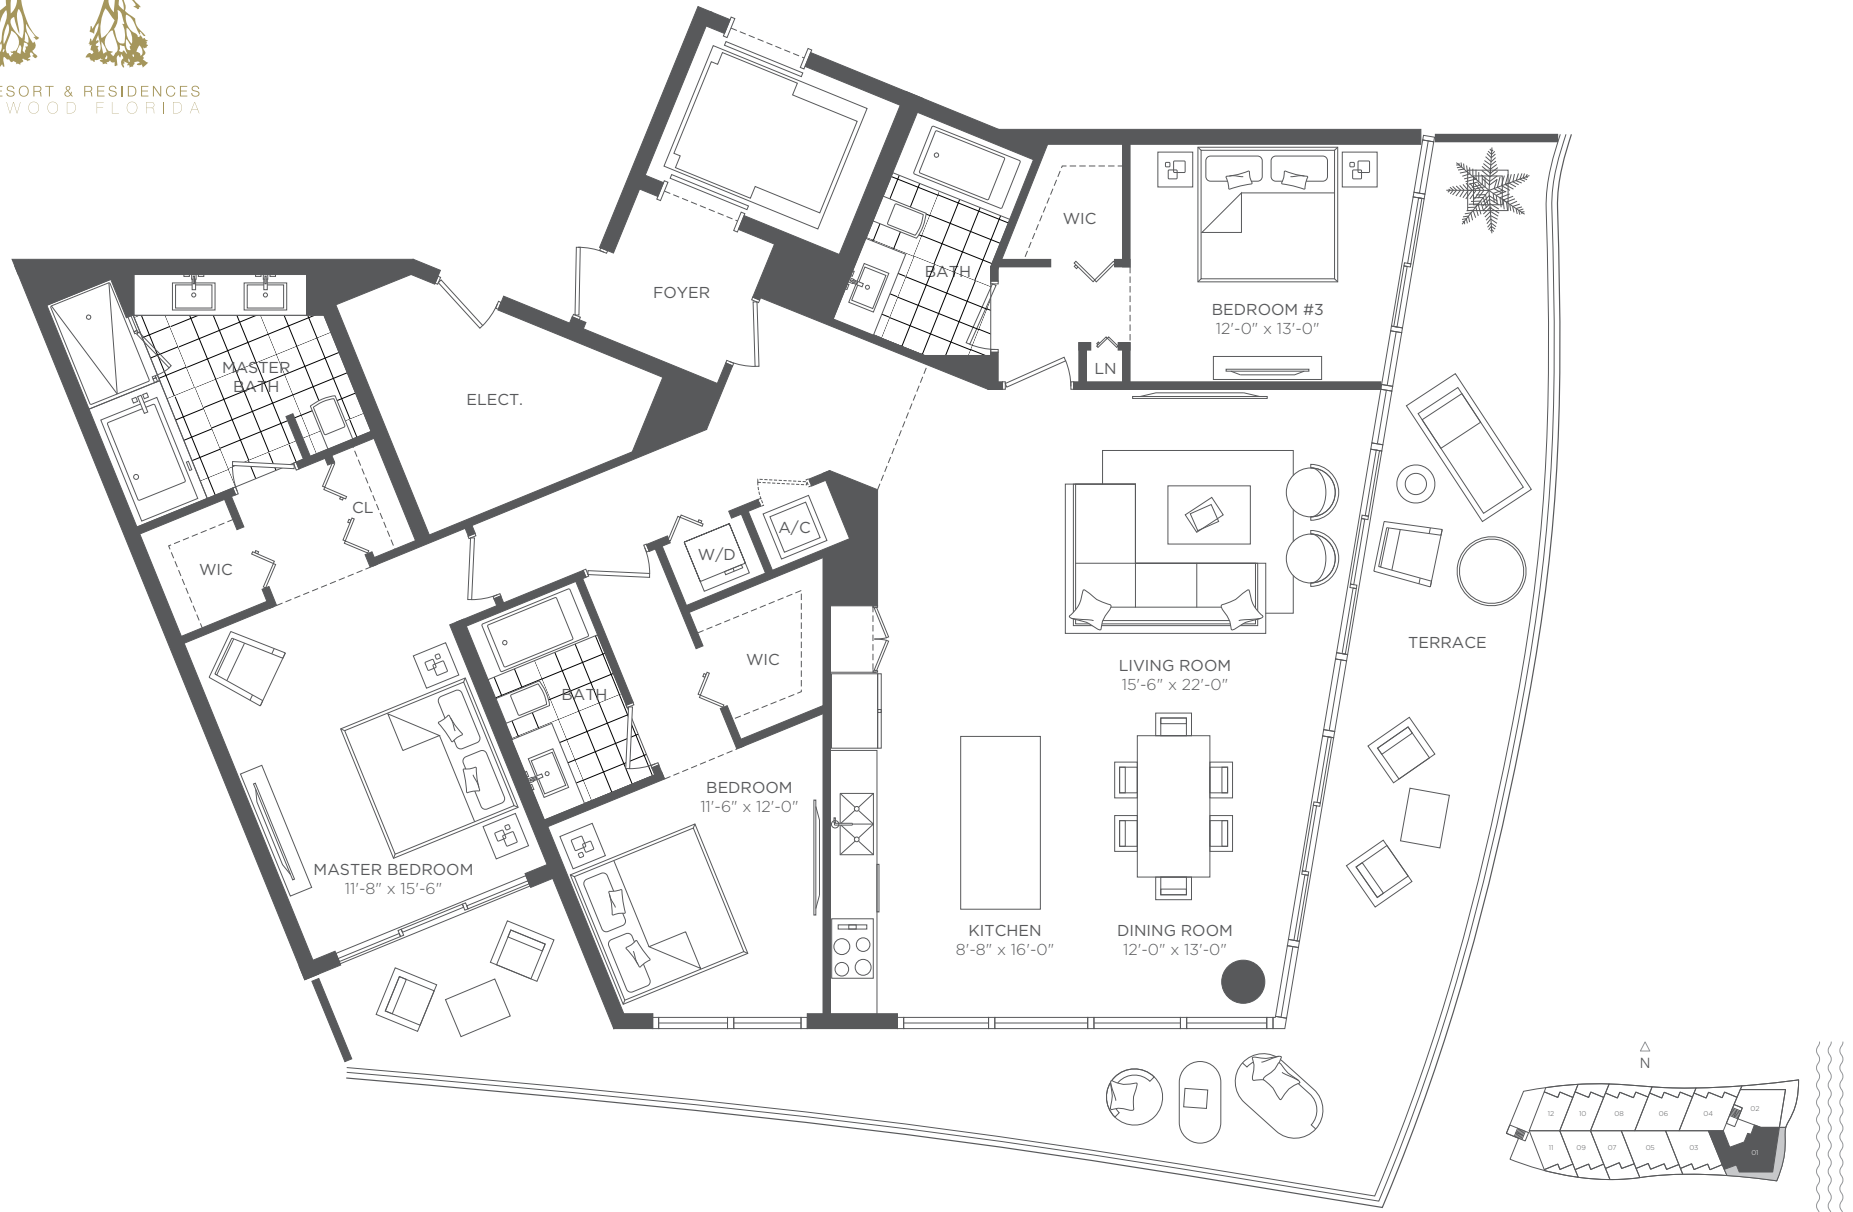 ESORT & RESIDENCES
WOOD FLORIDA
WIC
BATH
FOYER
BEDROOM #3
12'-0" x 13'-0"
LN
MASTER
BATH
ELECT.
CL
WIC
W/D
A/C
WIC
BATH
TERRACE
LIVING ROOM
15'-6" x 22'-0"
BEDROOM
11'-6" x 12'-0"
MASTER BEDROOM
11'-8" x 15'-6"
KITCHEN
8'-8" x 16'-0"
DINING ROOM
12'-0" x 13'-0"
N
12
10
08
06
04
02
11
09
07
05
03
01